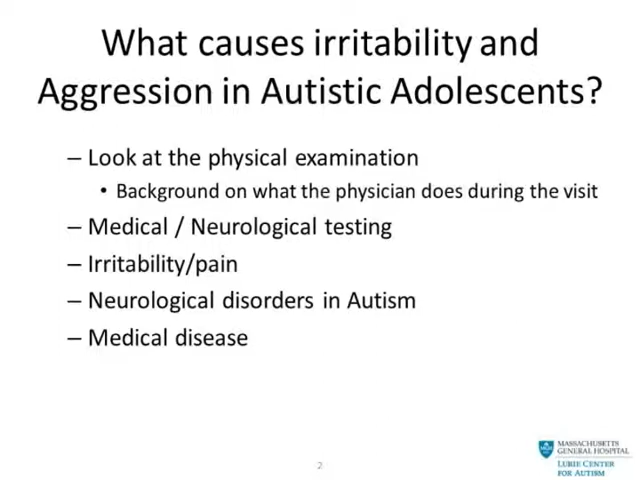 What causes irritability and
Aggression in Autistic Adolescents?
– Look at the physical examination
• Background on what the physician does during the visit
– Medical / Neurological testing
– Irritability/pain
– Neurological disorders in Autism
– Medical disease
2
MASSACHUSETTS
GENERAL HOSPITAL
LURIE CENTER
FOR AUTISM